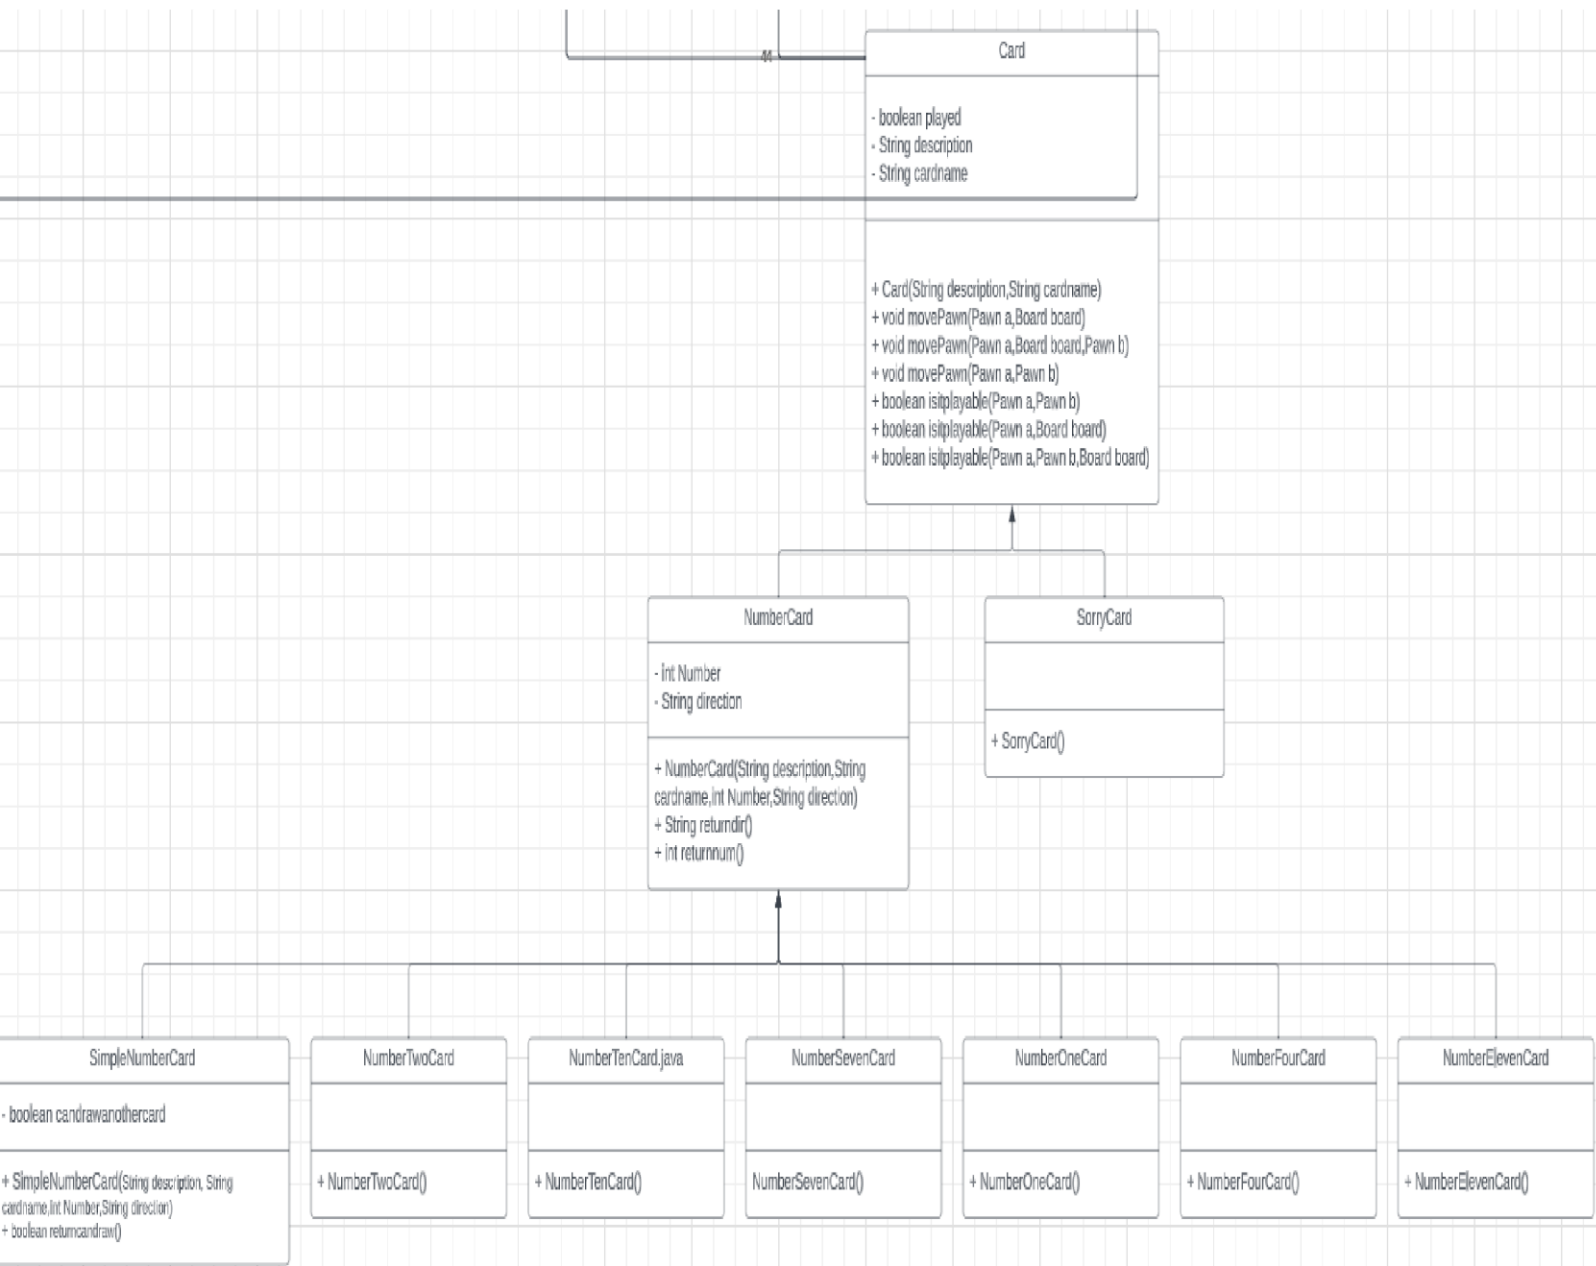 44
Card
- boolean played
- String description
- String cardname
+ Card(String description,String cardname)
+ void movePawn(Pawn a,Board board)
+ void movePawn(Pawn a,Board board,Pawn b)
+ void movePawn(Pawn a,Pawn b)
+ boolean isitplayable(Pawn a,Pawn b)
+ boolean isitplayable(Pawn a,Board board)
+ boolean isitplayable(Pawn a,Pawn b,Board board)
NumberCard
- int Number
- String direction
+ NumberCard(String description,String
cardname,int Number,String direction)
+ String returndir()
+ int returnnum()
SorryCard
+ SorryCard()
SimpleNumberCard
- boolean candrawanothercard
+ SimpleNumberCard(String description, String
cardname,int Number,String direction)
+ boolean returncandraw()
NumberTwoCard
+ NumberTwoCard()
NumberTenCard.java
+ NumberTenCard()
NumberSevenCard
NumberSevenCard()
NumberOneCard
+ NumberOneCard()
NumberFourCard
+ NumberFourCard()
NumberElevenCard
+ NumberElevenCard()